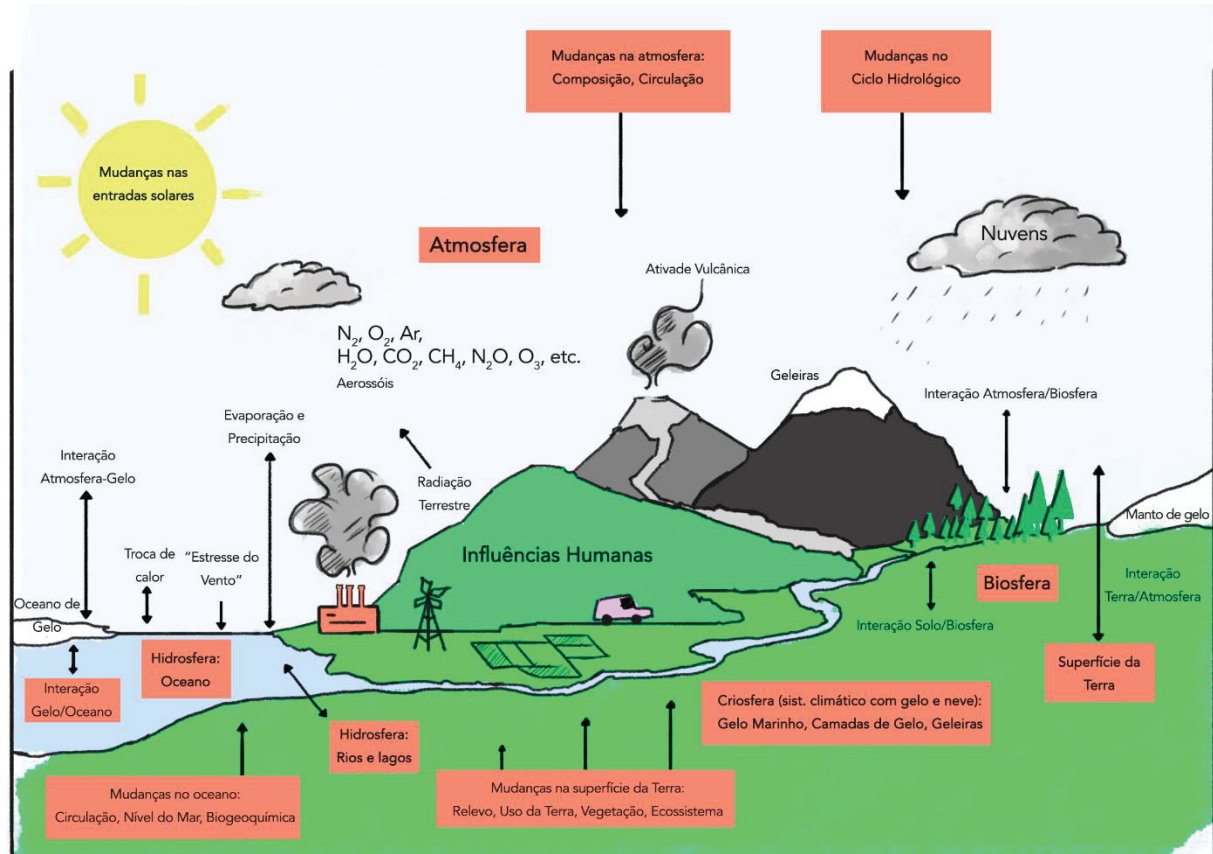 Mudanças na atmosfera:
Composição, Circulação
Mudanças no
Ciclo Hidrológico
Mudanças nas
entradas solares
Atmosfera
Nuvens
Ativade Vulcânica
N₂, O₂, Ar,
H₂O, CO₂, CH₄, N₂O, O₃, etc.
Aerossóis
Geleiras
Interação Atmosfera/Biosfera
Evaporação e
Precipitação
Interação
Atmosfera-Gelo
Radiação
Terrestre
Manto de gelo
Influências Humanas
Troca de
calor
“Estresse do
Vento”
Biosfera
Interação
Terra/Atmosfera
Oceano de
Gelo
Interação Solo/Biosfera
Hidrosfera:
Oceano
Superfície da
Terra
Interação
Gelo/Oceano
Criosfera (sist. climático com gelo e neve):
Gelo Marinho, Camadas de Gelo, Geleiras
Hidrosfera:
Rios e lagos
Mudanças no oceano:
Circulação, Nível do Mar, Biogeoquímica
Mudanças na superfície da Terra:
Relevo, Uso da Terra, Vegetação, Ecossistema